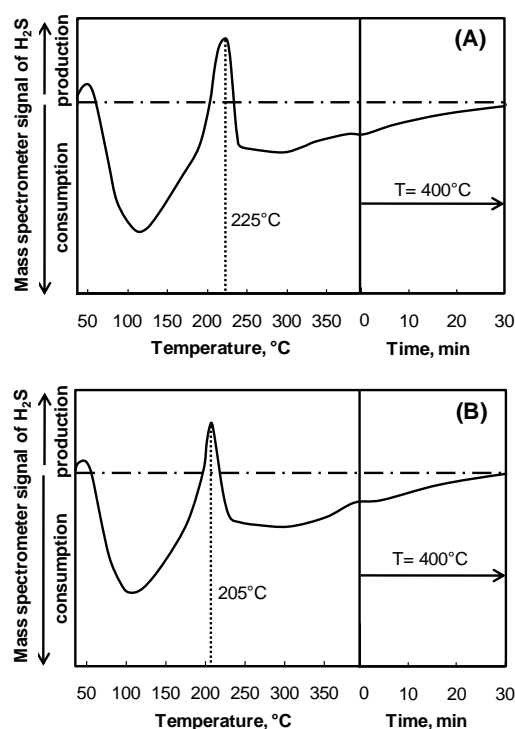 (A)
Mass spectrometer signal of H₂S
production
consumption
225°C
T= 400°C
50 100 150 200 250 300 350 0 10 20 30
Temperature, °C Time, min
(B)
Mass spectrometer signal of H₂S
production
consumption
205°C
T= 400°C
50 100 150 200 250 300 350 0 10 20 30
Temperature, °C Time, min